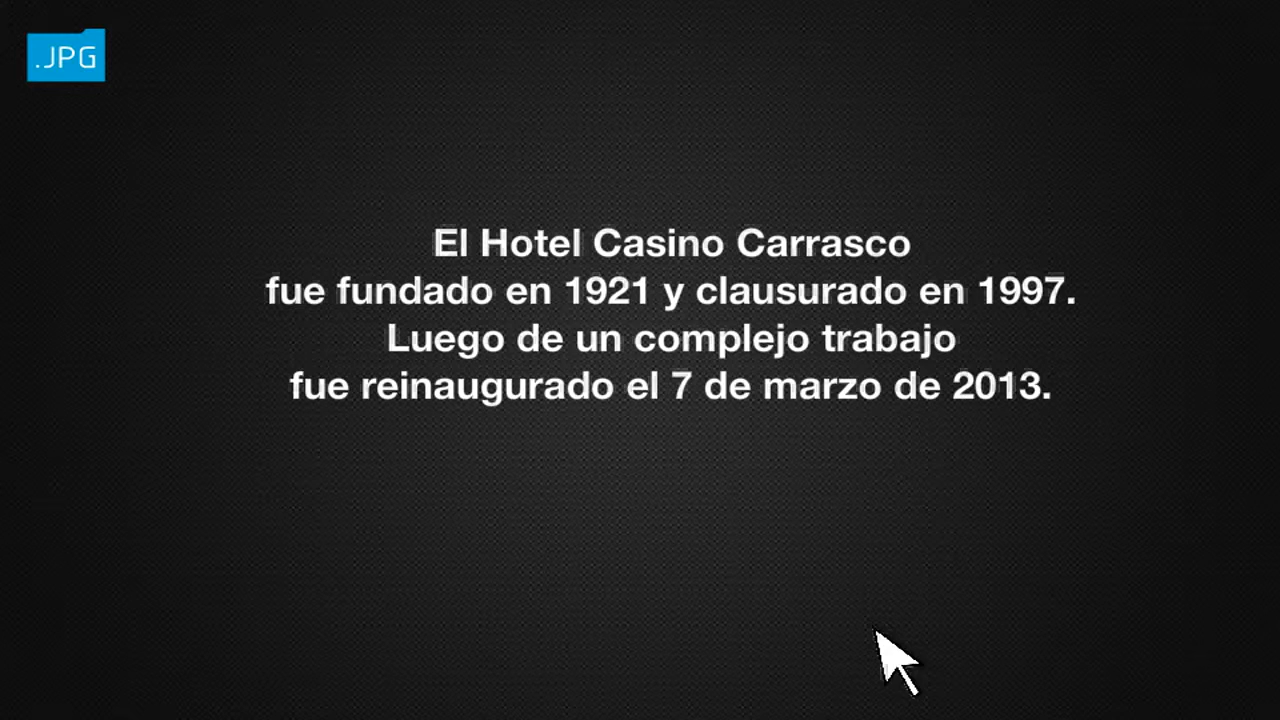 .JPG
El Hotel Casino Carrasco
fue fundado en 1921 y clausurado en 1997.
Luego de un complejo trabajo
fue reinaugurado el 7 de marzo de 2013.